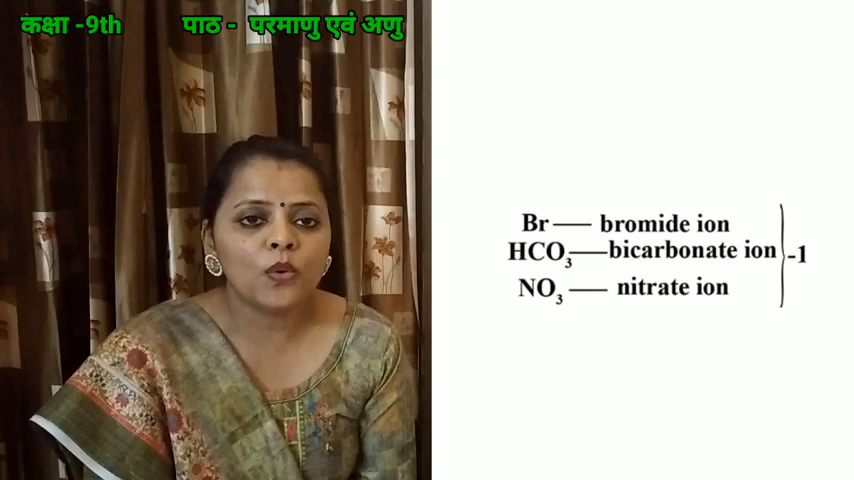 कक्षा -9th पाठ - परमाणु एवं अणु
Br — bromide ion
HCO₃ — bicarbonate ion } -1
NO₃ — nitrate ion